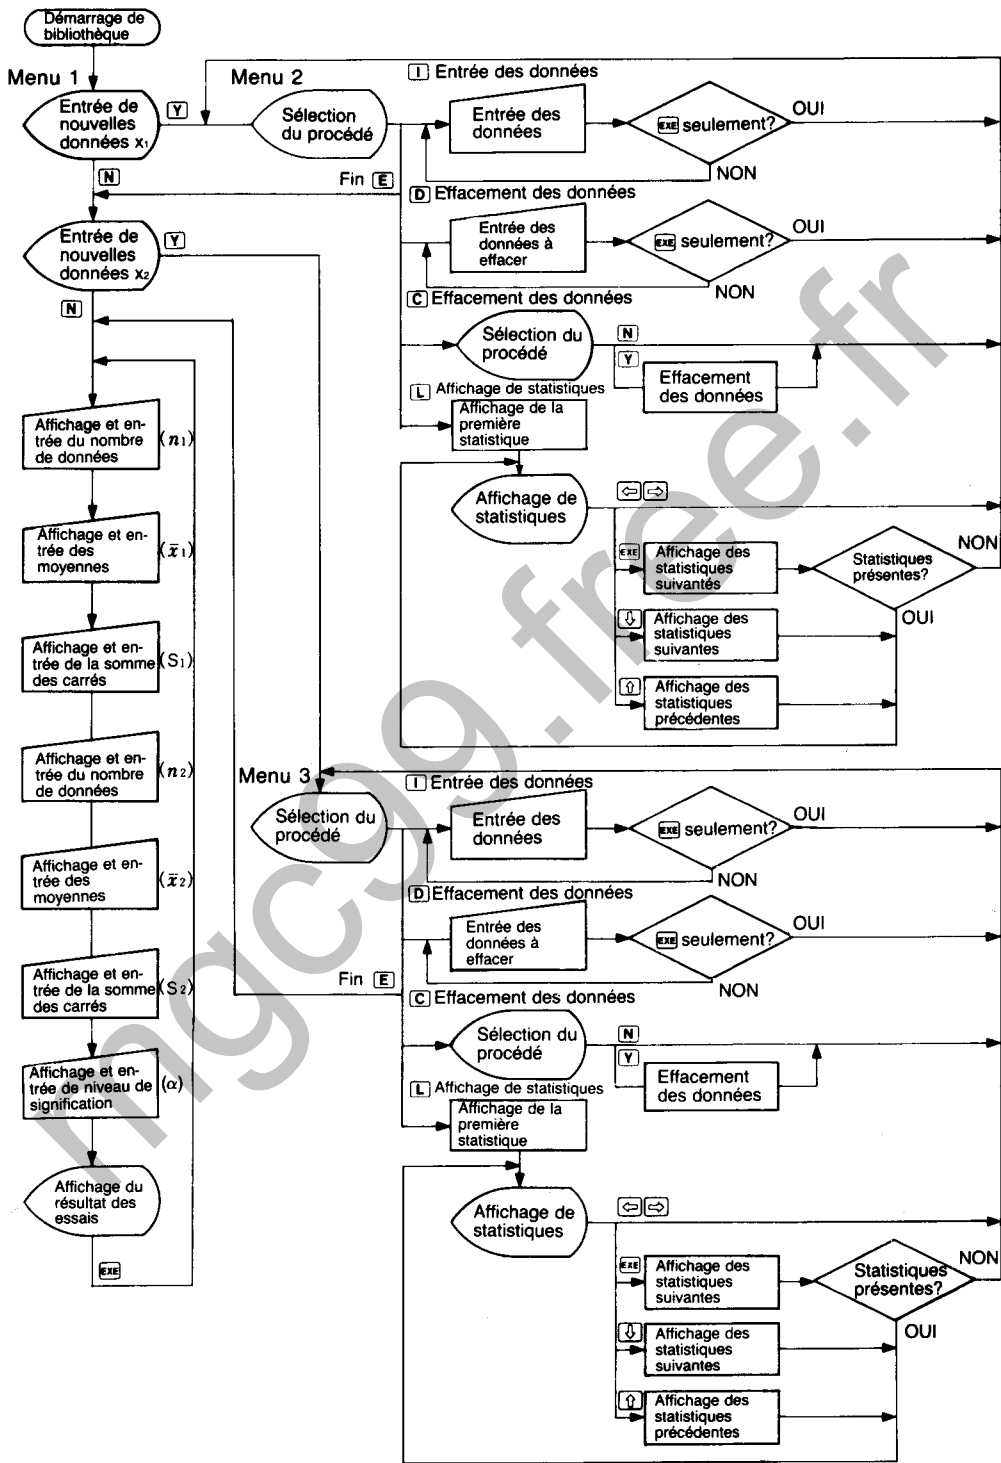 Démarrage de
bibliothèque
Menu 1
Entrée de
nouvelles
données x₁
Y
N
Menu 2
Sélection
du procédé
Fin E
I Entrée des données
Entrée des
données
EXE seulement?
OUI
NON
D Effacement des données
Entrée des
données à
effacer
EXE seulement?
OUI
NON
C Effacement des données
Sélection du
procédé
N
Y
Effacement
des données
L Affichage de statistiques
Affichage de la
première
statistique
Affichage de
statistiques
⇦ ⇨
EXE
Affichage des
statistiques
suivantés
Statistiques
présentes?
NON
OUI
⇩
Affichage des
statistiques
suivantes
⇧
Affichage des
statistiques
précédentes
Entrée de
nouvelles
données x₂
Y
N
Affichage et en-
trée du nombre
de données
(n₁)
Affichage et
entrée des
moyennes
(x̄₁)
Affichage et en-
trée de la somme
des carrés
(S₁)
Affichage et en-
trée du nombre
de données
(n₂)
Affichage et en-
trée des
moyennes
(x̄₂)
Affichage et en-
trée de la somme
des carrés
(S₂)
Affichage et en-
trée de niveau de
signification
(α)
Affichage du
résultat des
essais
EXE
Menu 3
Sélection du
procédé
Fin E
I Entrée des données
Entrée des
données
EXE seulement?
OUI
NON
D Effacement des données
Entrée des
données à
effacer
EXE seulement?
OUI
NON
C Effacement des données
Sélection du
procédé
N
Y
Effacement
des données
L Affichage de statistiques
Affichage de la
première
statistique
Affichage de
statistiques
⇦ ⇨
EXE
Affichage des
statistiques
suivantes
Statistiques
présentes?
NON
OUI
⇩
Affichage des
statistiques
suivantes
⇧
Affichage des
statistiques
précédentes
mgc99.free.fr